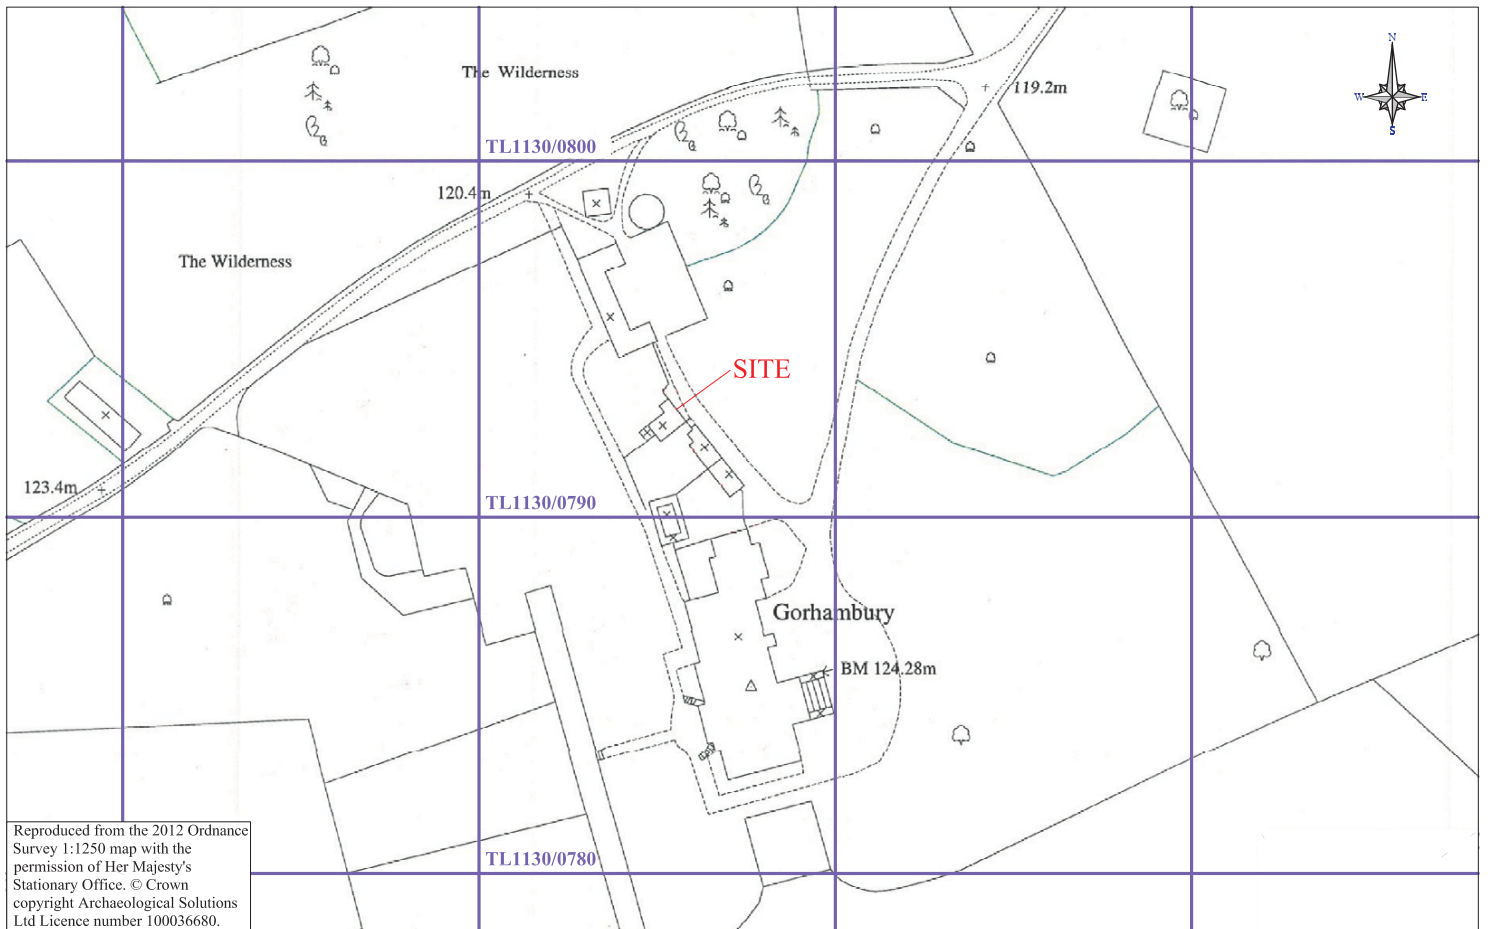 The Wilderness
N
W E
S
119.2m
TL1130/0800
120.4m
The Wilderness
SITE
123.4m
TL1130/0790
Gorhambury
BM 124.28m
TL1130/0780
Reproduced from the 2012 Ordnance
Survey 1:1250 map with the
permission of Her Majesty's
Stationary Office. © Crown
copyright Archaeological Solutions
Ltd Licence number 100036680.